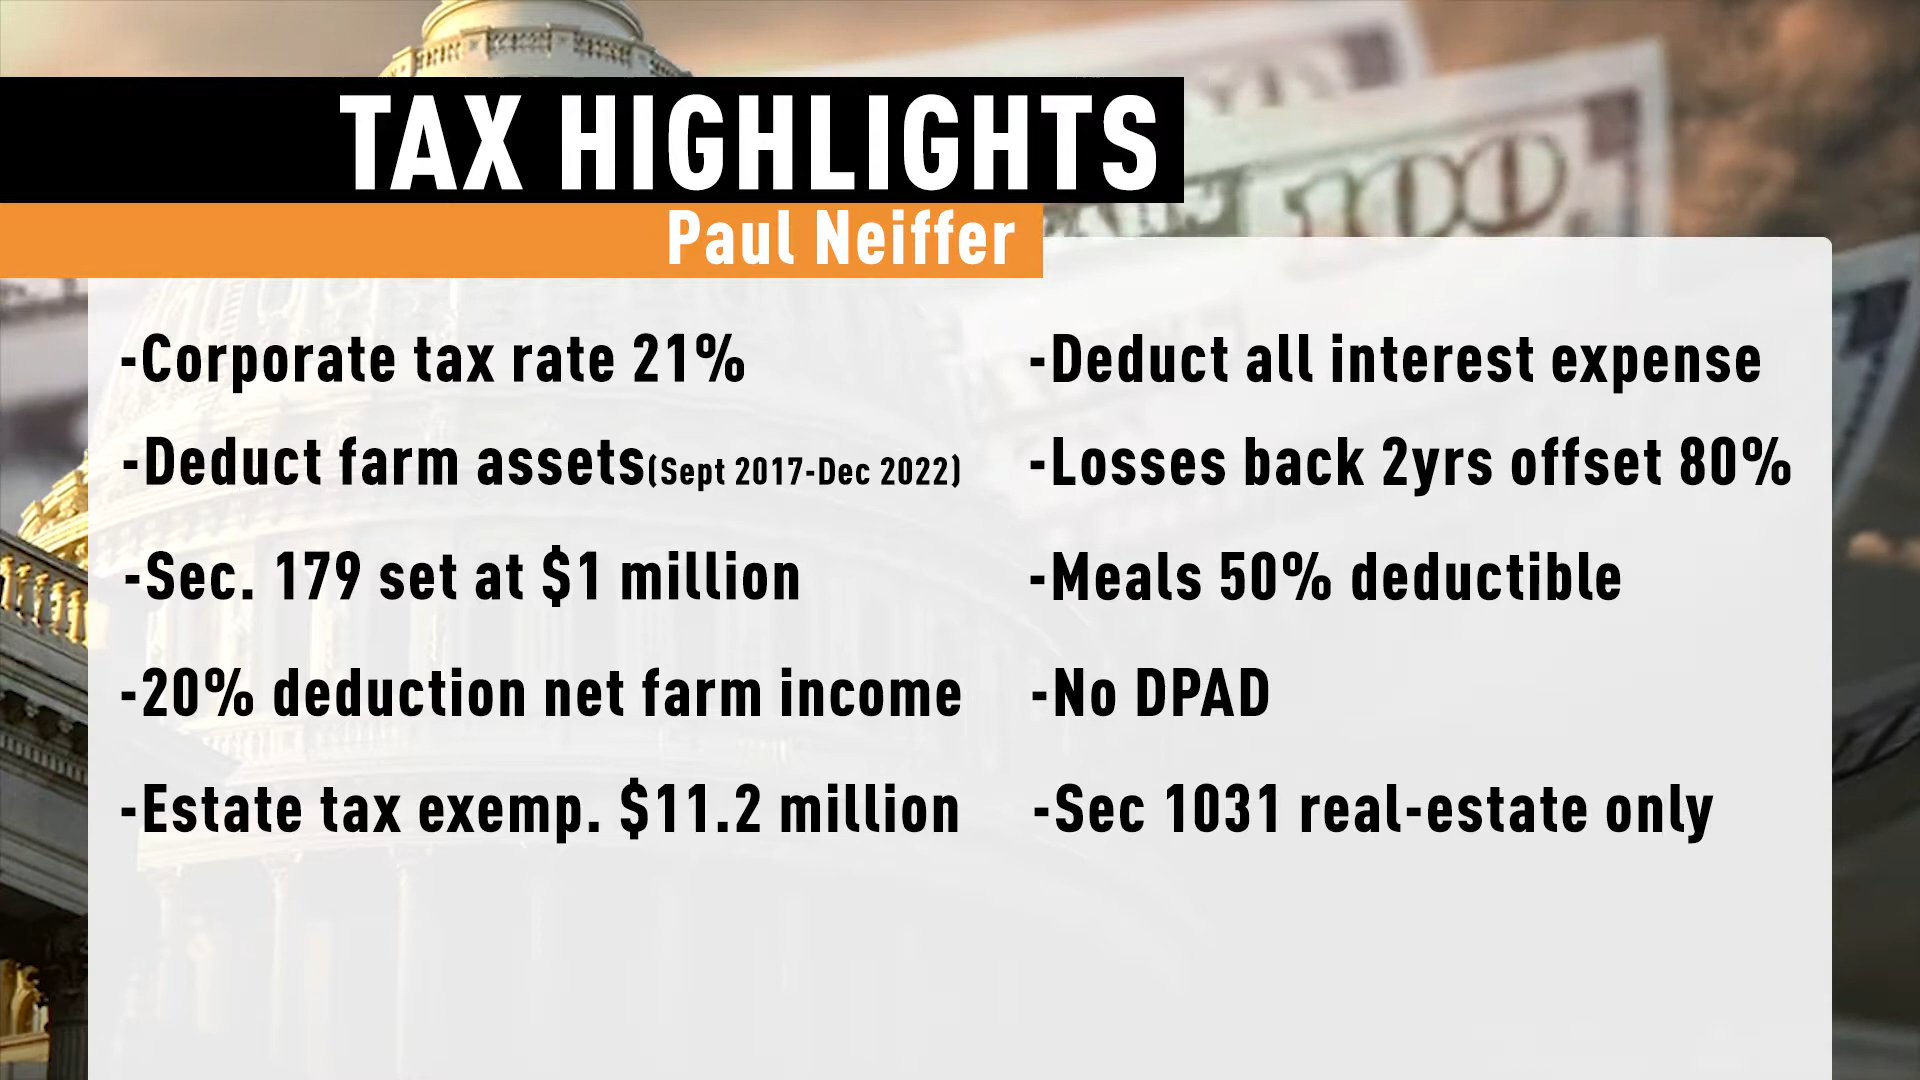 TAX HIGHLIGHTS
Paul Neiffer
-Corporate tax rate 21%
-Deduct farm assets(Sept 2017-Dec 2022)
-Sec. 179 set at $1 million
-20% deduction net farm income
-Estate tax exemp. $11.2 million
-Deduct all interest expense
-Losses back 2yrs offset 80%
-Meals 50% deductible
-No DPAD
-Sec 1031 real-estate only
100